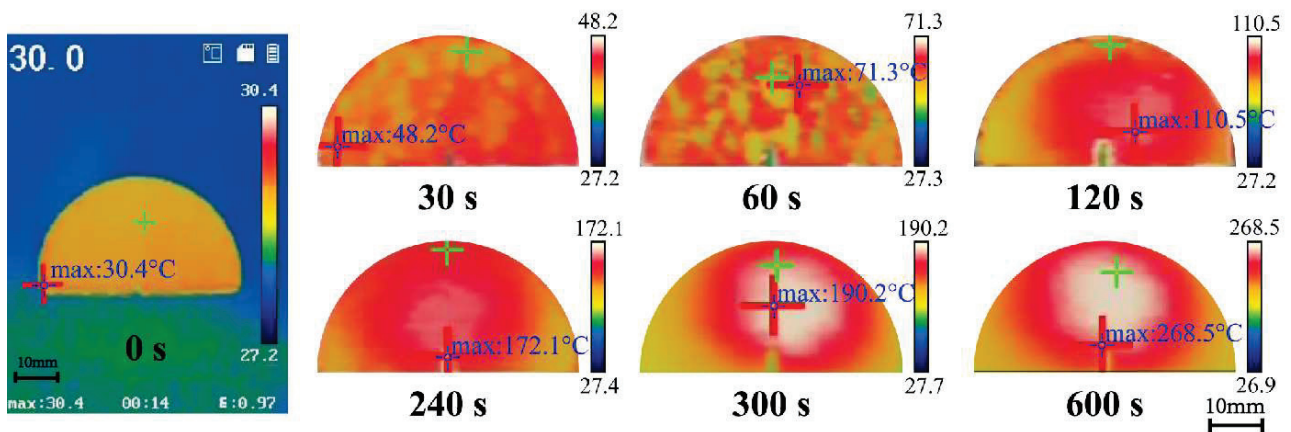 30.0
℃
30.4
max:30.4°C
0 s
27.2
10mm
max:30.4 00:14 E:0.97
48.2
max:48.2°C
27.2
30 s
71.3
max:71.3°C
27.3
60 s
110.5
max:110.5°C
27.2
120 s
172.1
max:172.1°C
27.4
240 s
190.2
max:190.2°C
27.7
300 s
268.5
max:268.5°C
26.9
600 s
10mm